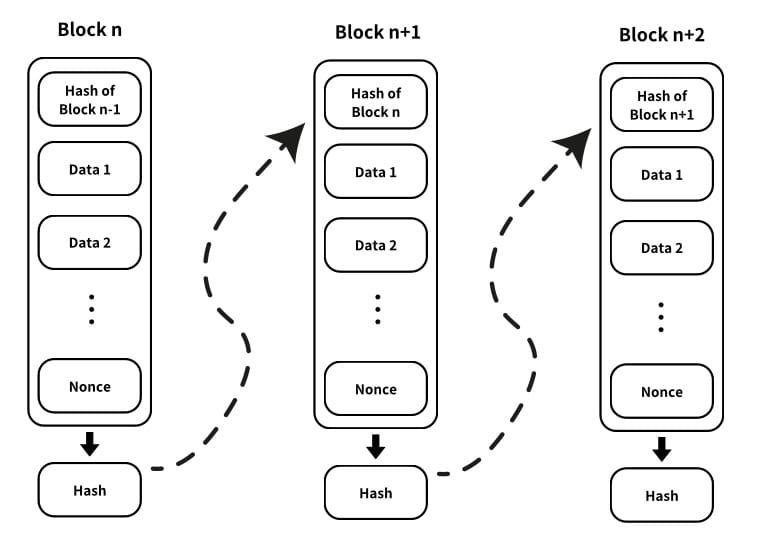 Block n
Hash of
Block n-1
Data 1
Data 2
Nonce
Hash
Block n+1
Hash of
Block n
Data 1
Data 2
Nonce
Hash
Block n+2
Hash of
Block n+1
Data 1
Data 2
Nonce
Hash